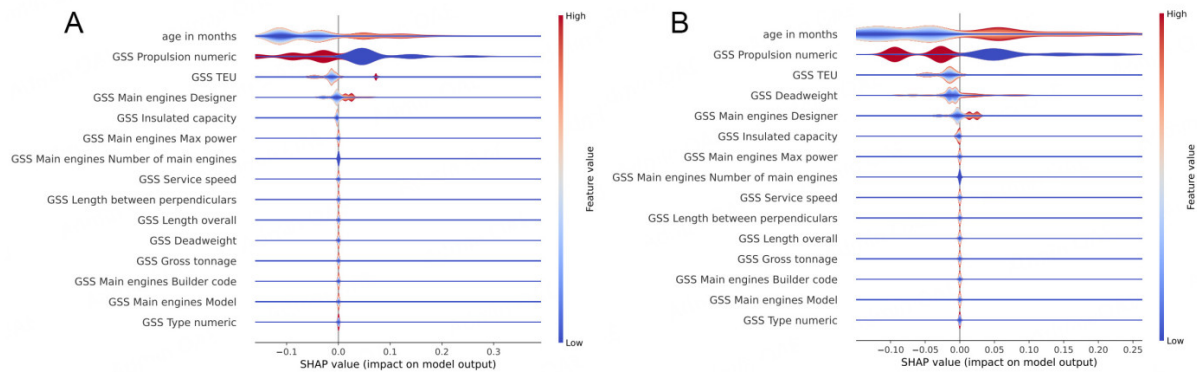 A
High
age in months
GSS Propulsion numeric
GSS TEU
GSS Main engines Designer
GSS Insulated capacity
GSS Main engines Max power
GSS Main engines Number of main engines
GSS Service speed
GSS Length between perpendiculars
GSS Length overall
GSS Deadweight
GSS Gross tonnage
GSS Main engines Builder code
GSS Main engines Model
GSS Type numeric
Feature value
Low
−0.1 0.0 0.1 0.2 0.3
SHAP value (impact on model output)
B
High
age in months
GSS Propulsion numeric
GSS TEU
GSS Deadweight
GSS Main engines Designer
GSS Insulated capacity
GSS Main engines Max power
GSS Main engines Number of main engines
GSS Service speed
GSS Length between perpendiculars
GSS Length overall
GSS Gross tonnage
GSS Main engines Builder code
GSS Main engines Model
GSS Type numeric
Feature value
Low
−0.10 −0.05 0.00 0.05 0.10 0.15 0.20 0.25
SHAP value (impact on model output)